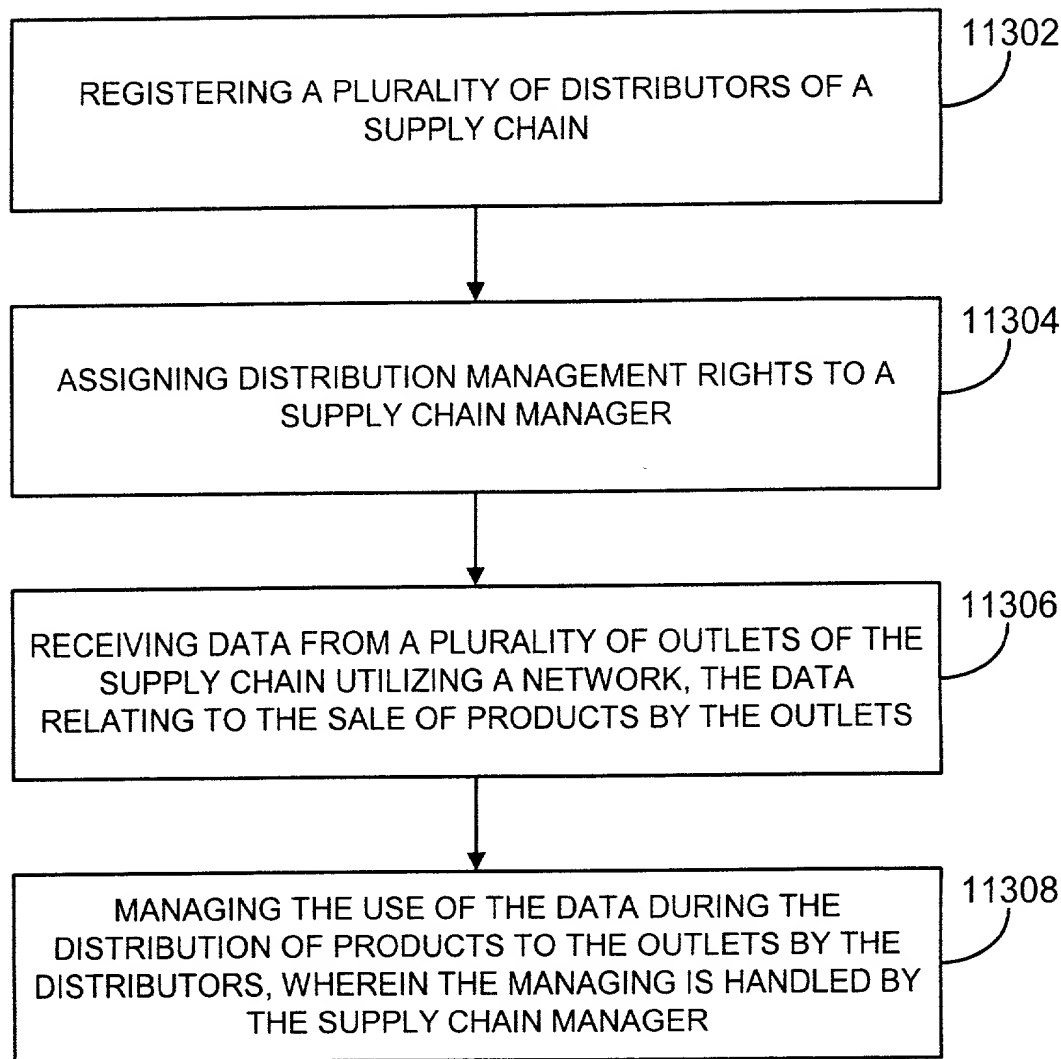 11302
REGISTERING A PLURALITY OF DISTRIBUTORS OF A
SUPPLY CHAIN
11304
ASSIGNING DISTRIBUTION MANAGEMENT RIGHTS TO A
SUPPLY CHAIN MANAGER
11306
RECEIVING DATA FROM A PLURALITY OF OUTLETS OF THE
SUPPLY CHAIN UTILIZING A NETWORK, THE DATA
RELATING TO THE SALE OF PRODUCTS BY THE OUTLETS
11308
MANAGING THE USE OF THE DATA DURING THE
DISTRIBUTION OF PRODUCTS TO THE OUTLETS BY THE
DISTRIBUTORS, WHEREIN THE MANAGING IS HANDLED BY
THE SUPPLY CHAIN MANAGER